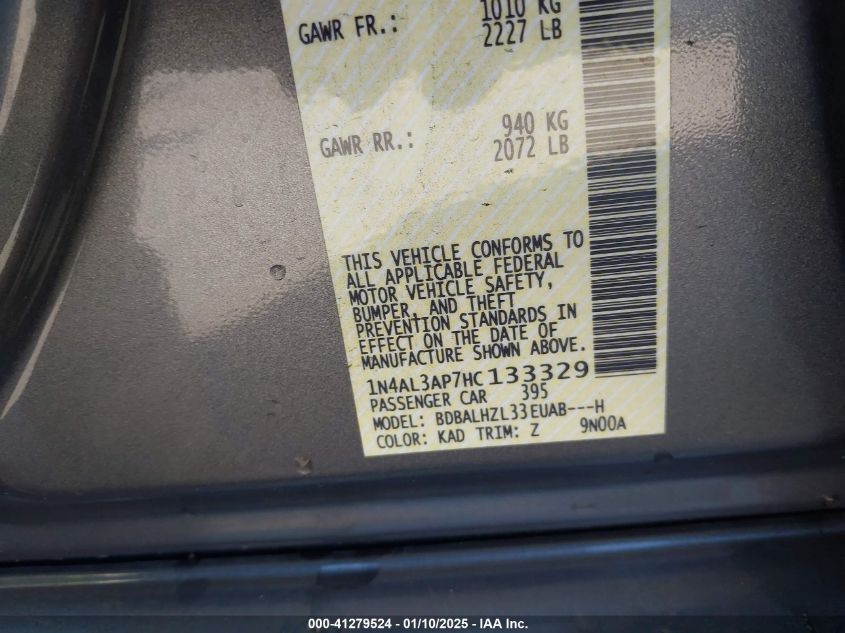 GAWR FR.: 1010 KG
2227 LB
GAWR RR.: 940 KG
2072 LB
THIS VEHICLE CONFORMS TO
ALL APPLICABLE FEDERAL
MOTOR VEHICLE SAFETY,
BUMPER, AND THEFT
PREVENTION STANDARDS IN
EFFECT ON THE DATE OF
MANUFACTURE SHOWN ABOVE.
1N4AL3AP7HC133329
PASSENGER CAR 395
MODEL: BDBALHZL33EUAB---H
COLOR: KAD TRIM: Z 9N00A
000-41279524 — 01/10/2025 - IAA Inc.